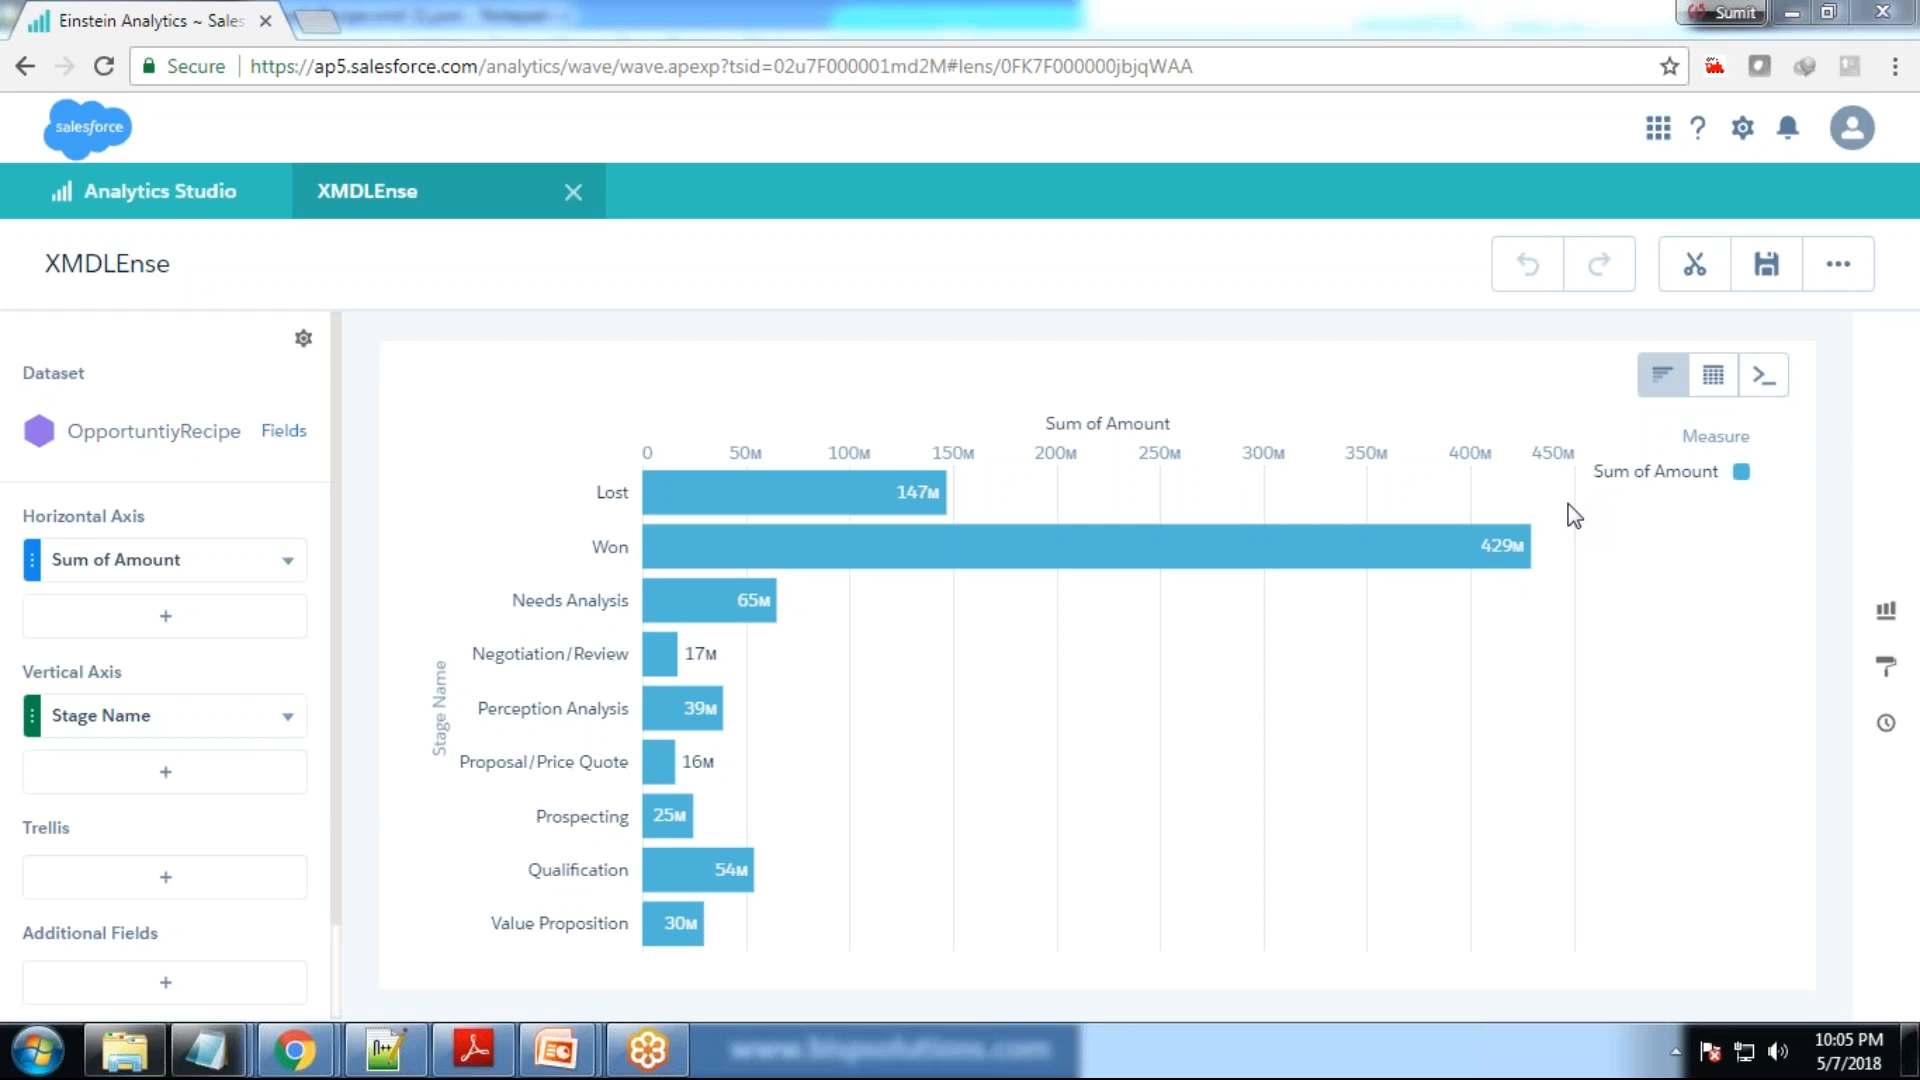 Einstein Analytics ~ Sales
Sumit
Secure
https://ap5.salesforce.com/analytics/wave/wave.apexp?tsid=02u7F000001md2M#lens/0FK7F000000jbjqWAA
salesforce
?
Analytics Studio
XMDLEnse
XMDLEnse
Dataset
OpportuntiyRecipe Fields
Horizontal Axis
Sum of Amount
+
Vertical Axis
Stage Name
+
Trellis
+
Additional Fields
+
Sum of Amount
0 50M 100M 150M 200M 250M 300M 350M 400M 450M
Measure
Sum of Amount
Stage Name
Lost 147M
Won 429M
Needs Analysis 65M
Negotiation/Review 17M
Perception Analysis 39M
Proposal/Price Quote 16M
Prospecting 25M
Qualification 54M
Value Proposition 30M
www.bispsolutions.com
10:05 PM
5/7/2018